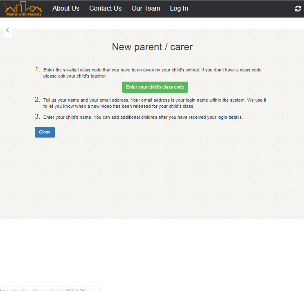 Maths with Parents
About Us
Contact Us
Our Team
Log In
New parent / carer
1. Enter the six-digit class code that you have been given by your child's school. If you don't have a class code
please ask your child's teacher.
Enter your child's class code
2. Tell us your name and your email address. Your email address is your login name within the system. We use it
to let you know when a new video has been released for your child's class.
3. Enter your child's name. You can add additional children after you have received your login details.
Close